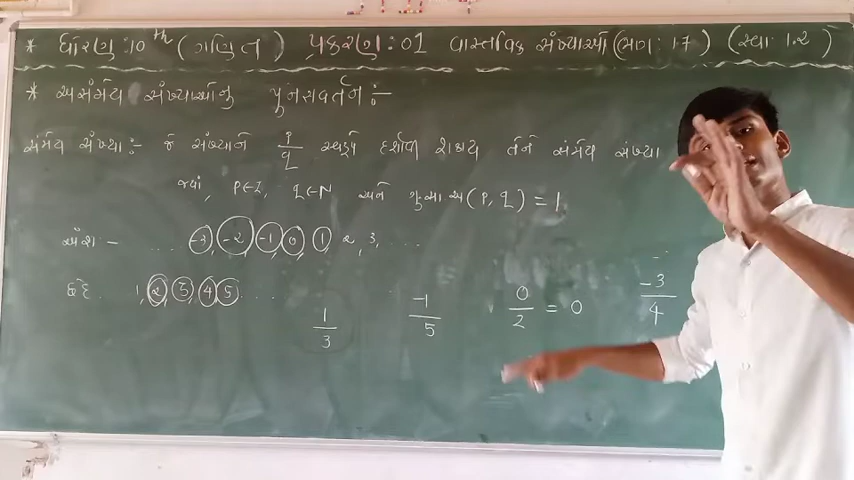 * ધોરણ :10 th (ગણિત) પ્રકરણ :01 વાસ્તવિક સંખ્યાઓ (ભાગ :17) (સ્વા 1.2)
* અસંમેય સંખ્યાઓનું પુનરાવર્તન :-
સંમેય સંખ્યા :- જે સંખ્યાને p/q સ્વરૂપે દર્શાવી શકાય તેને સંમેય સંખ્યા
જ્યાં, p∈Z, q∈N અને ગુ.સા.અ (p, q) = 1
અંશ - .... -3, -2, -1, 0, 1, 2, 3, ....
છેદ 1, 2, 3, 4, 5 ....
1/3 -1/5 0/2 = 0 -3/4